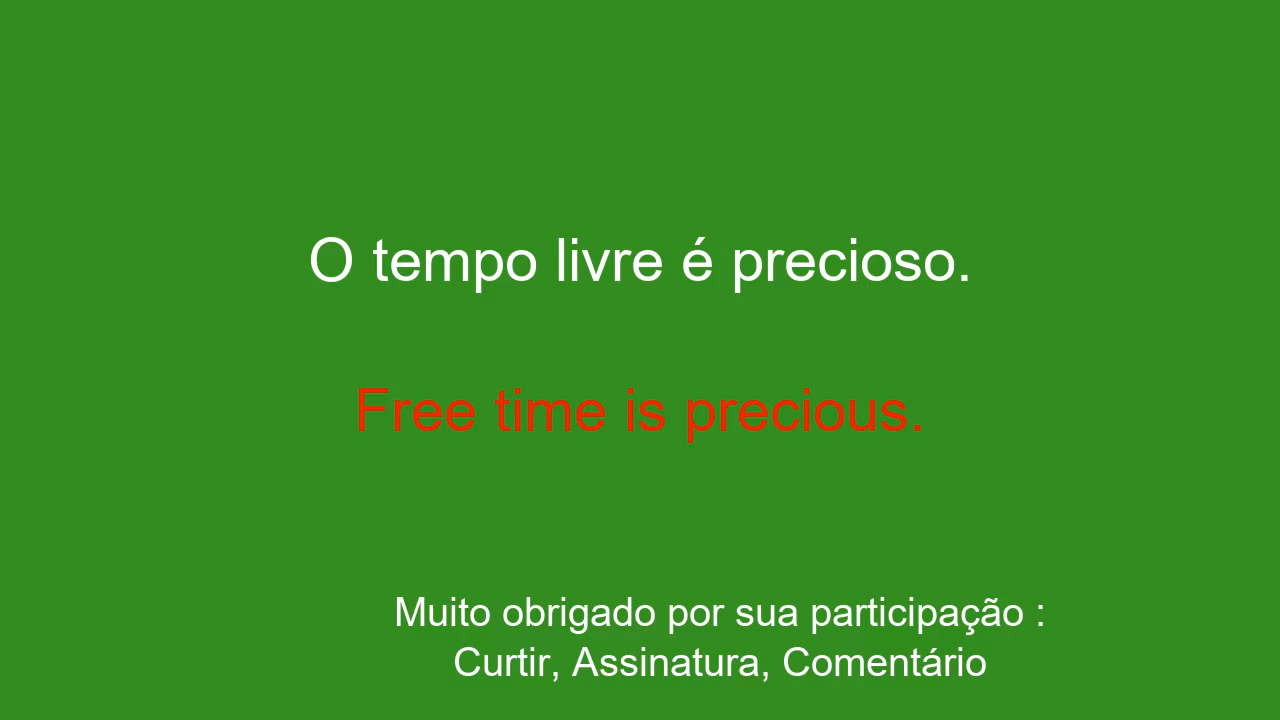 O tempo livre é precioso.
Free time is precious.
Muito obrigado por sua participação :
Curtir, Assinatura, Comentário